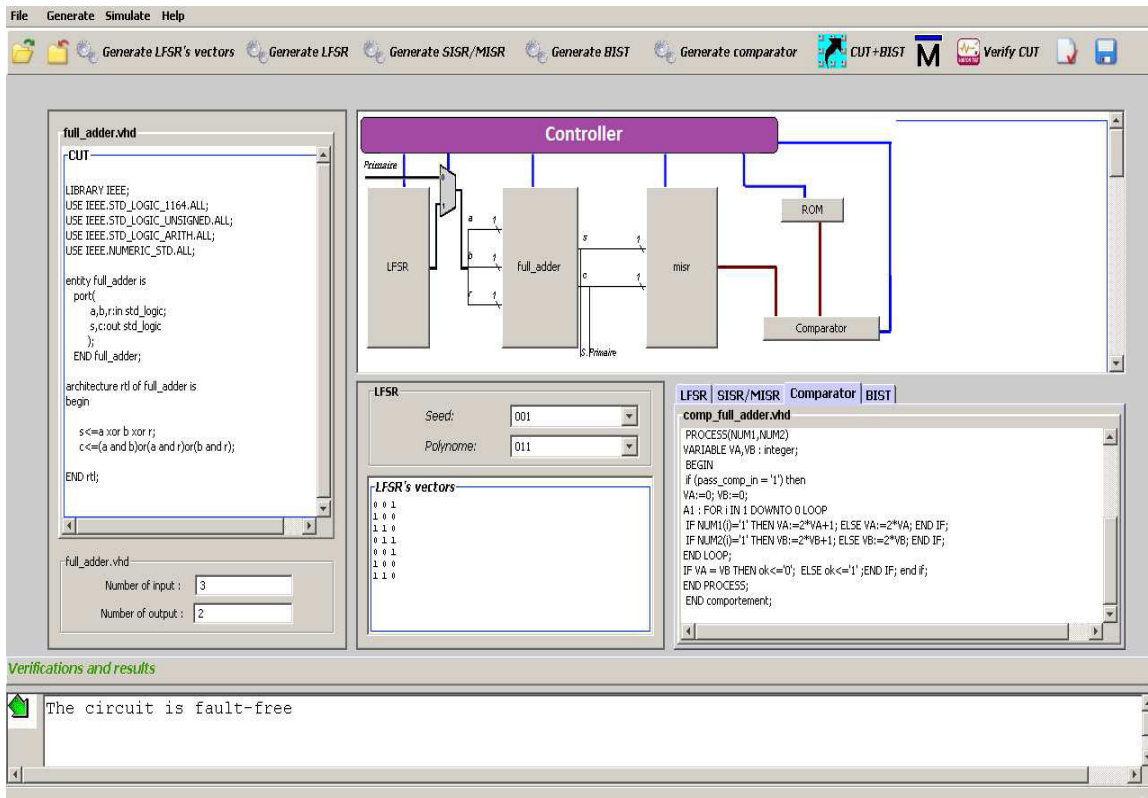 File Generate Simulate Help
Generate LFSR's vectors Generate LFSR Generate SISR/MISR Generate BIST Generate comparator CUT+BIST M Verify CUT
full_adder.vhd
CUT
LIBRARY IEEE;
USE IEEE.STD_LOGIC_1164.ALL;
USE IEEE.STD_LOGIC_UNSIGNED.ALL;
USE IEEE.STD_LOGIC_ARITH.ALL;
USE IEEE.NUMERIC_STD.ALL;
entity full_adder is
port(
a,b,r:in std_logic;
s,c:out std_logic
);
END full_adder;
architecture rtl of full_adder is
begin
s<=a xor b xor r;
c<=(a and b)or(a and r)or(b and r);
END rtl;
full_adder.vhd
Number of input : 3
Number of output : 2
Controller
Primaire
0
1
LFSR
a 1
b 1
r 1
full_adder
s 1
c 1
S.Primaire
misr
ROM
Comparator
LFSR
Seed: 001
Polynome: 011
LFSR's vectors
0 0 1
1 0 0
1 1 0
0 1 1
0 0 1
1 0 0
1 1 0
LFSR SISR/MISR Comparator BIST
comp_full_adder.vhd
PROCESS(NUM1,NUM2)
VARIABLE VA,VB : integer;
BEGIN
if (pass_comp_in = '1') then
VA:=0; VB:=0;
A1 : FOR i IN 1 DOWNTO 0 LOOP
IF NUM1(i)='1' THEN VA:=2*VA+1; ELSE VA:=2*VA; END IF;
IF NUM2(i)='1' THEN VB:=2*VB+1; ELSE VB:=2*VB; END IF;
END LOOP;
IF VA = VB THEN ok<='0'; ELSE ok<='1' ;END IF; end if;
END PROCESS;
END comportement;
Verifications and results
The circuit is fault-free